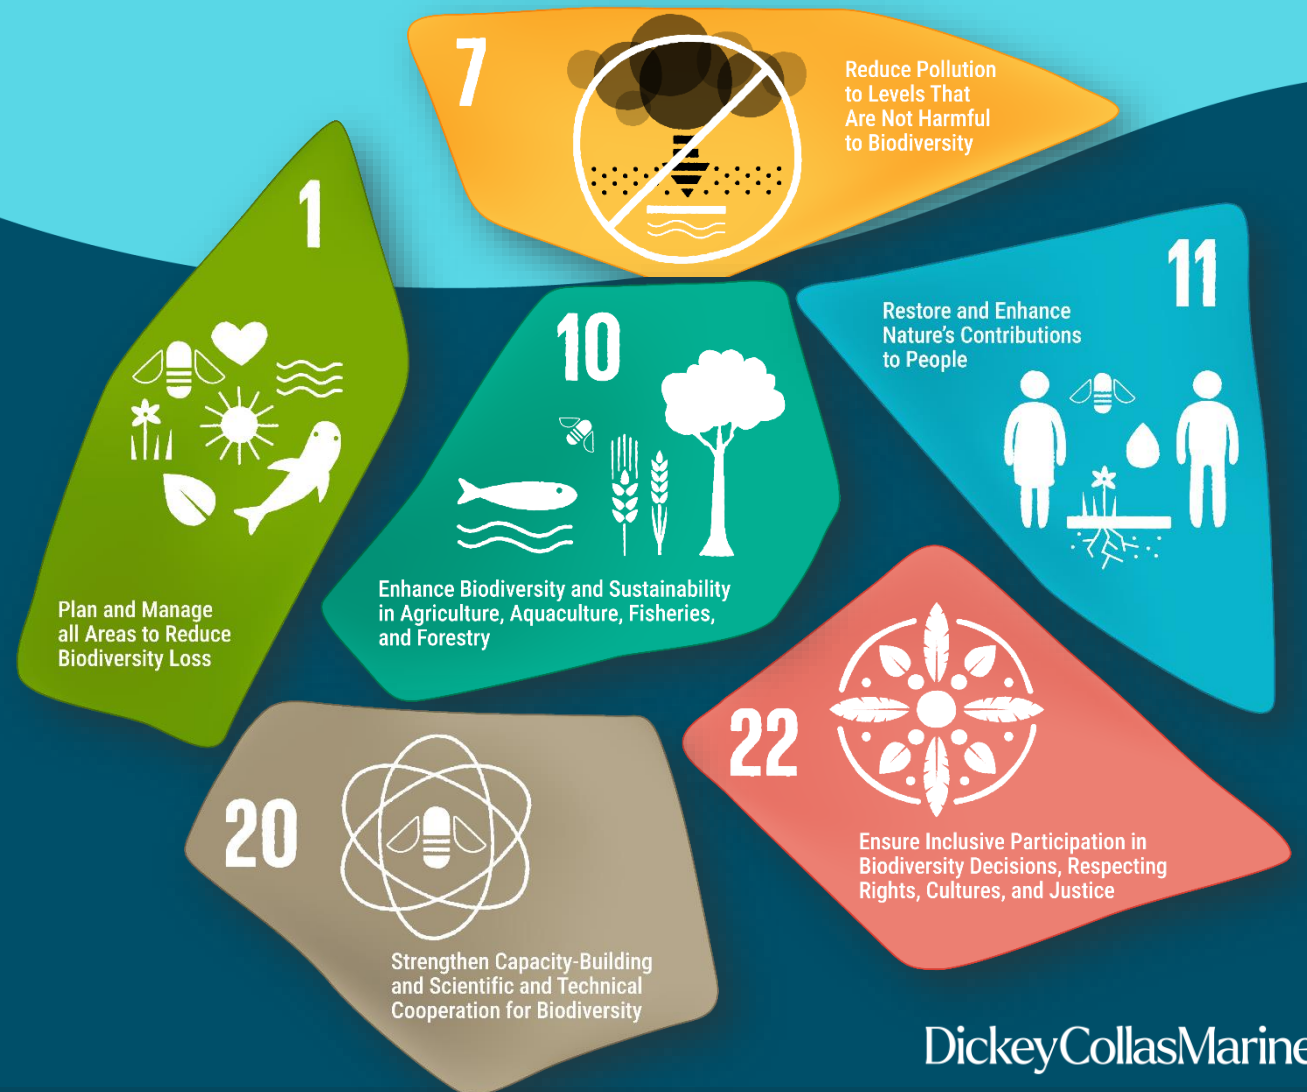 7
Reduce Pollution
to Levels That
Are Not Harmful
to Biodiversity
1
Plan and Manage
all Areas to Reduce
Biodiversity Loss
10
Enhance Biodiversity and Sustainability
in Agriculture, Aquaculture, Fisheries,
and Forestry
11
Restore and Enhance
Nature's Contributions
to People
20
Strengthen Capacity-Building
and Scientific and Technical
Cooperation for Biodiversity
22
Ensure Inclusive Participation in
Biodiversity Decisions, Respecting
Rights, Cultures, and Justice
DickeyCollasMarine